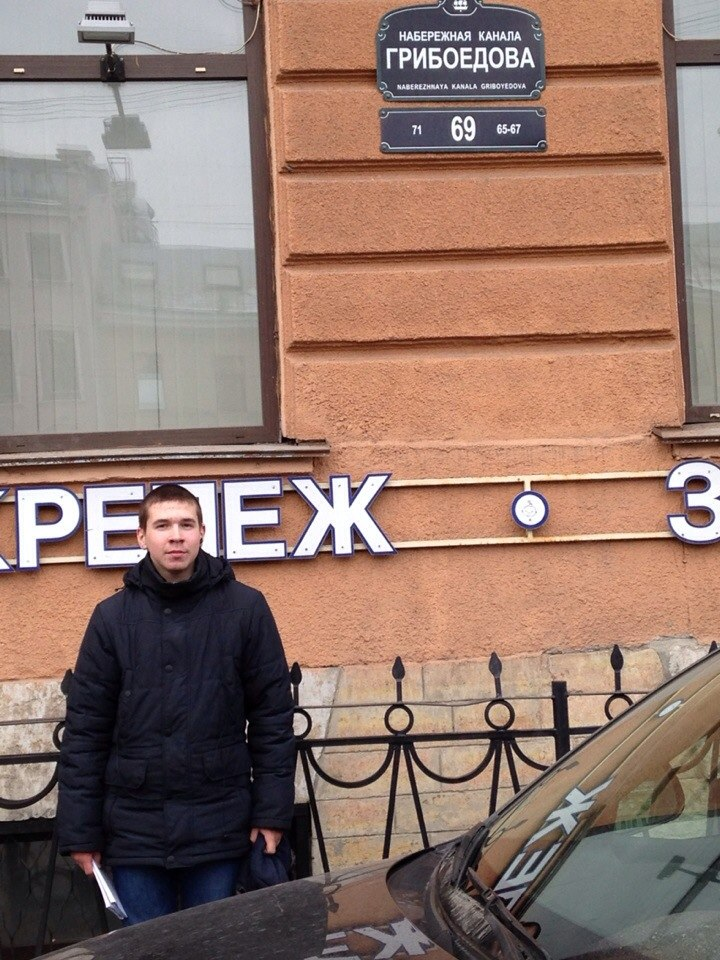 НАБЕРЕЖНАЯ КАНАЛА
ГРИБОЕДОВА
NABEREZHNAYA KANALA GRIBOYEDOVA
71 69 65-67
КРЕПЕЖ З